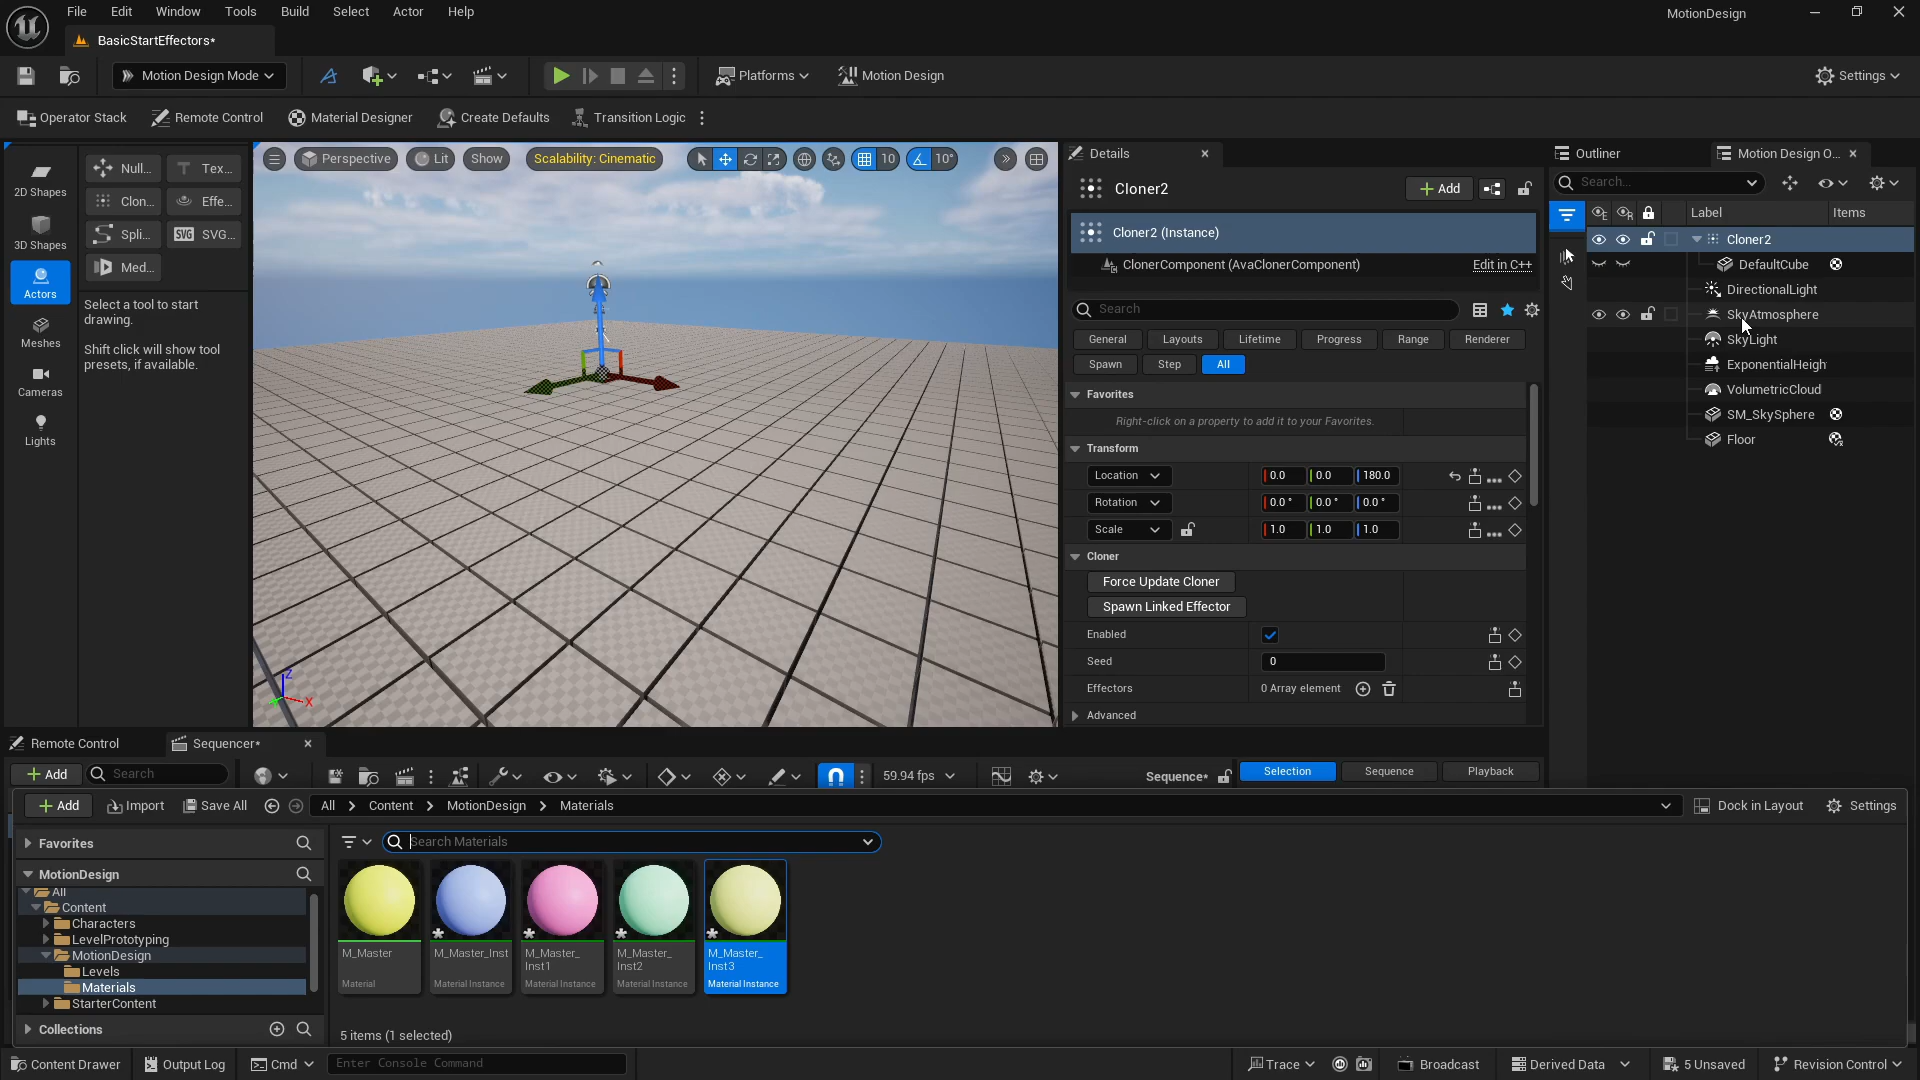 File Edit Window Tools Build Select Actor Help
MotionDesign
BasicStartEffectors*
Motion Design Mode
Platforms
Motion Design
Settings
Operator Stack
Remote Control
Material Designer
Create Defaults
Transition Logic
2D Shapes
3D Shapes
Actors
Meshes
Cameras
Lights
Null...
Tex...
Clon...
Effe...
Spli...
SVG
SVG...
Med...
Select a tool to start
drawing.
Shift click will show tool
presets, if available.
Perspective
Lit
Show
Scalability: Cinematic
10
10°
Z
X
Details
Cloner2
Add
Cloner2 (Instance)
ClonerComponent (AvaClonerComponent)
Edit in C++
Search
General
Layouts
Lifetime
Progress
Range
Renderer
Spawn
Step
All
Favorites
Right-click on a property to add it to your Favorites.
Transform
Location
0.0
0.0
180.0
Rotation
0.0 °
0.0 °
0.0 °
Scale
1.0
1.0
1.0
Cloner
Force Update Cloner
Spawn Linked Effector
Enabled
Seed
0
Effectors
0 Array element
Advanced
Outliner
Motion Design O...
Search...
Label
Items
Cloner2
DefaultCube
DirectionalLight
SkyAtmosphere
SkyLight
ExponentialHeigh
VolumetricCloud
SM_SkySphere
Floor
Remote Control
Sequencer*
Add
Search
59.94 fps
Sequence*
Selection
Sequence
Playback
Add
Import
Save All
All
Content
MotionDesign
Materials
Dock in Layout
Settings
Favorites
MotionDesign
All
Content
Characters
LevelPrototyping
MotionDesign
Levels
Materials
StarterContent
Collections
Search Materials
M_Master
Material
M_Master_Inst
Material Instance
M_Master_
Inst1
Material Instance
M_Master_
Inst2
Material Instance
M_Master_
Inst3
Material Instance
5 items (1 selected)
Content Drawer
Output Log
Cmd
Enter Console Command
Trace
Broadcast
Derived Data
5 Unsaved
Revision Control